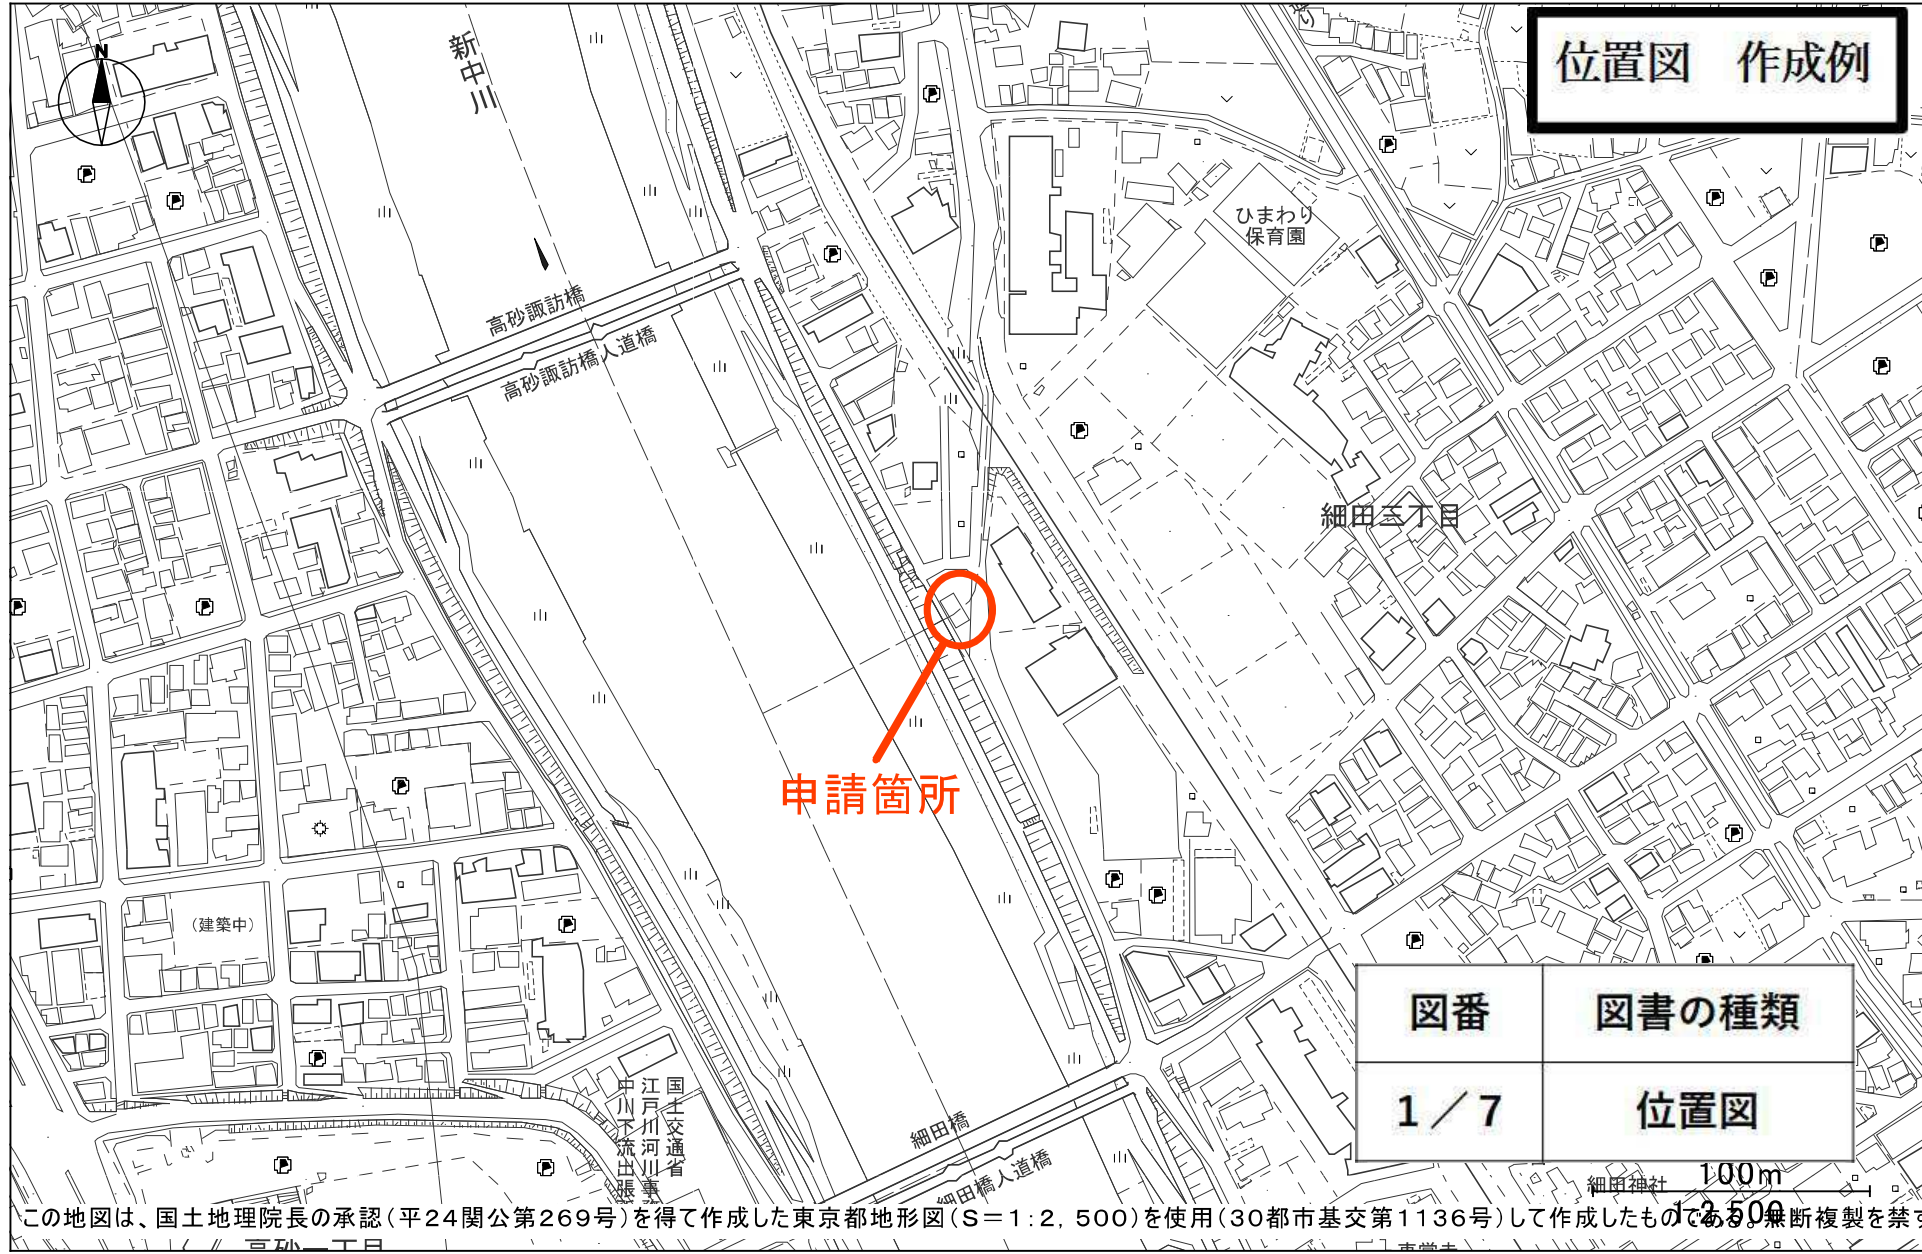 位置図　作成例
N
新中川
ひまわり
保育園
高砂諏訪橋
高砂諏訪橋人道橋
細田三丁目
申請箇所
(建築中)
図番
図書の種類
1／7
位置図
国土交通省
江戸川河川事務
中川下流出張
細田橋
細田橋人道橋
細田神社
100m
1:2,500
この地図は、国土地理院長の承認(平24関公第269号)を得て作成した東京都地形図(S=1:2,500)を使用(30都市基交第1136号)して作成したものである。無断複製を禁ず
高砂一丁目